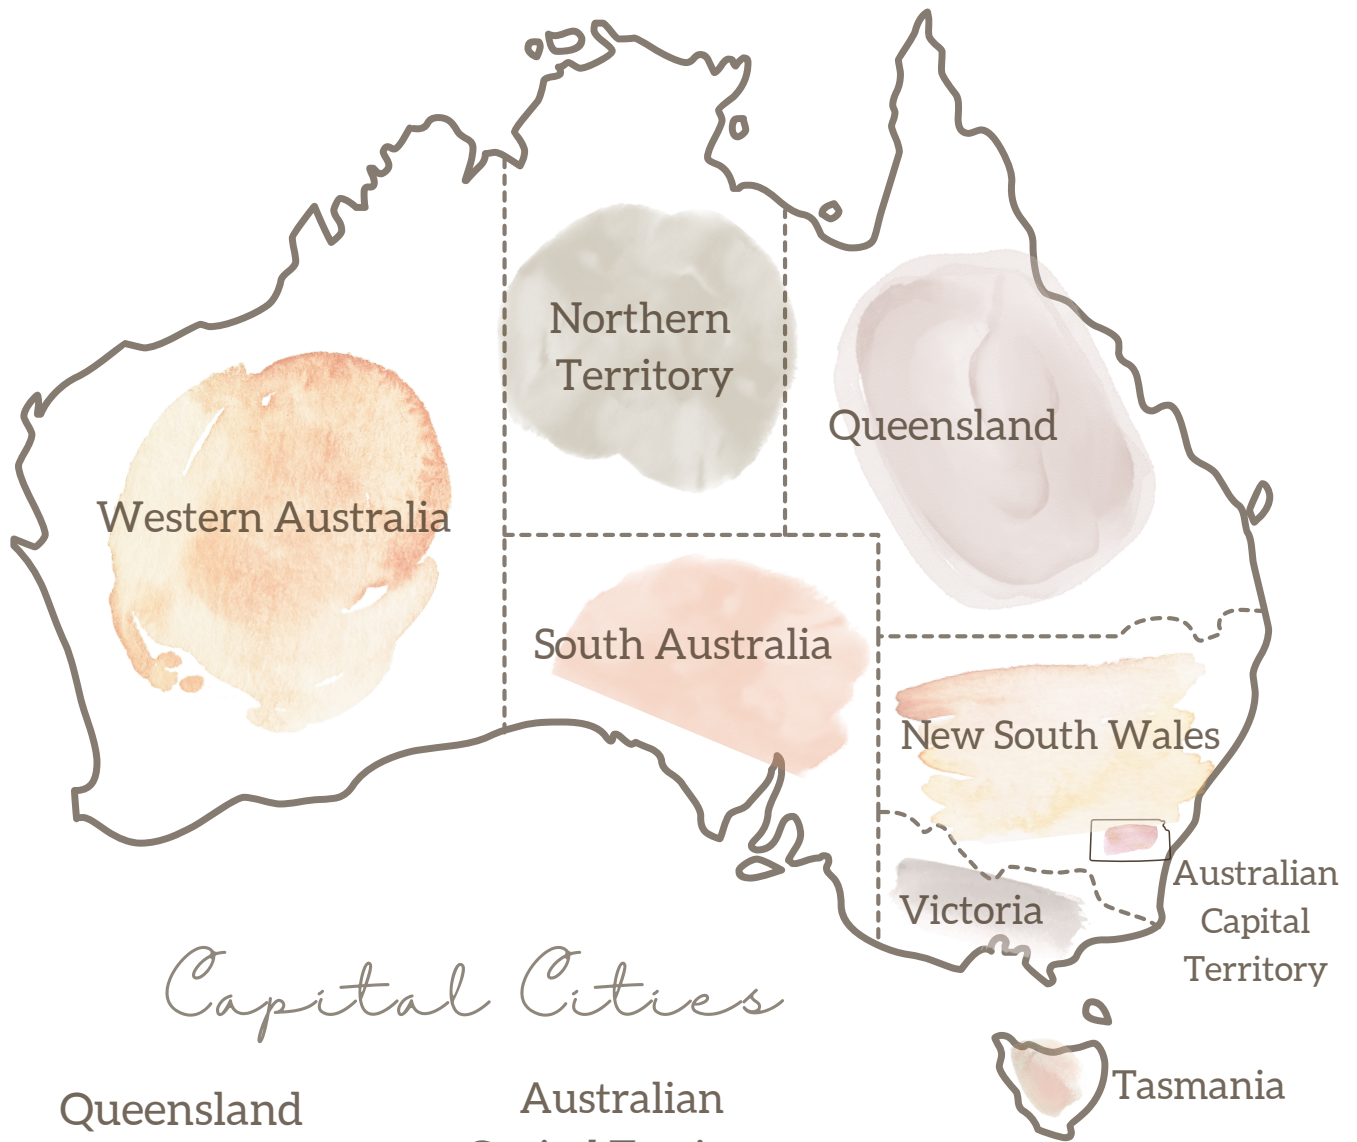 Northern
Territory
Queensland
Western Australia
South Australia
New South Wales
Australian
Capital
Territory
Victoria
Capital Cities
Tasmania
Queensland
Australian